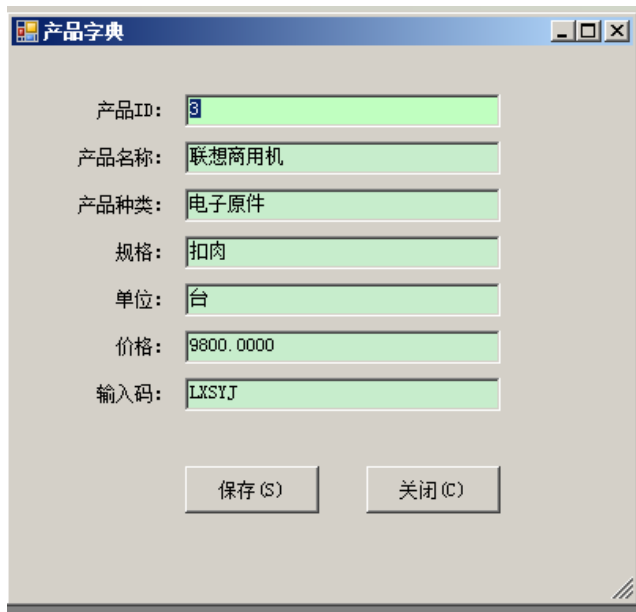 产品字典
产品ID: 3
产品名称: 联想商用机
产品种类: 电子原件
规格: 扣肉
单位: 台
价格: 9800.0000
输入码: LXSYJ
保存(S) 关闭(C)